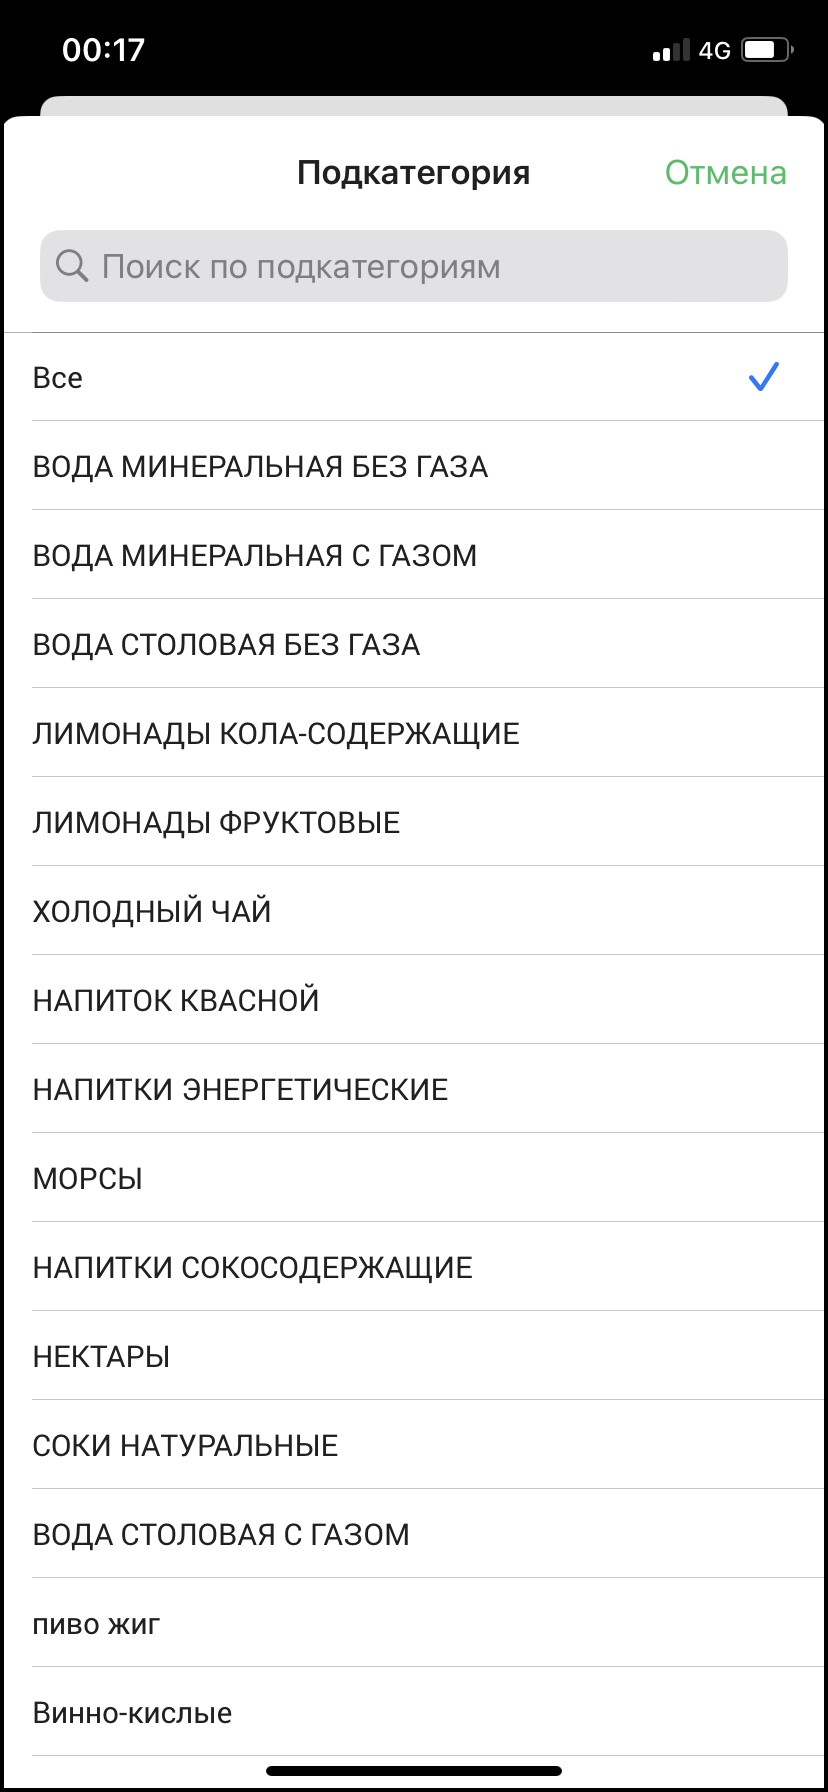 00:17
4G
Подкатегория
Отмена
Поиск по подкатегориям
Все
ВОДА МИНЕРАЛЬНАЯ БЕЗ ГАЗА
ВОДА МИНЕРАЛЬНАЯ С ГАЗОМ
ВОДА СТОЛОВАЯ БЕЗ ГАЗА
ЛИМОНАДЫ КОЛА-СОДЕРЖАЩИЕ
ЛИМОНАДЫ ФРУКТОВЫЕ
ХОЛОДНЫЙ ЧАЙ
НАПИТОК КВАСНОЙ
НАПИТКИ ЭНЕРГЕТИЧЕСКИЕ
МОРСЫ
НАПИТКИ СОКОСОДЕРЖАЩИЕ
НЕКТАРЫ
СОКИ НАТУРАЛЬНЫЕ
ВОДА СТОЛОВАЯ С ГАЗОМ
пиво жиг
Винно-кислые